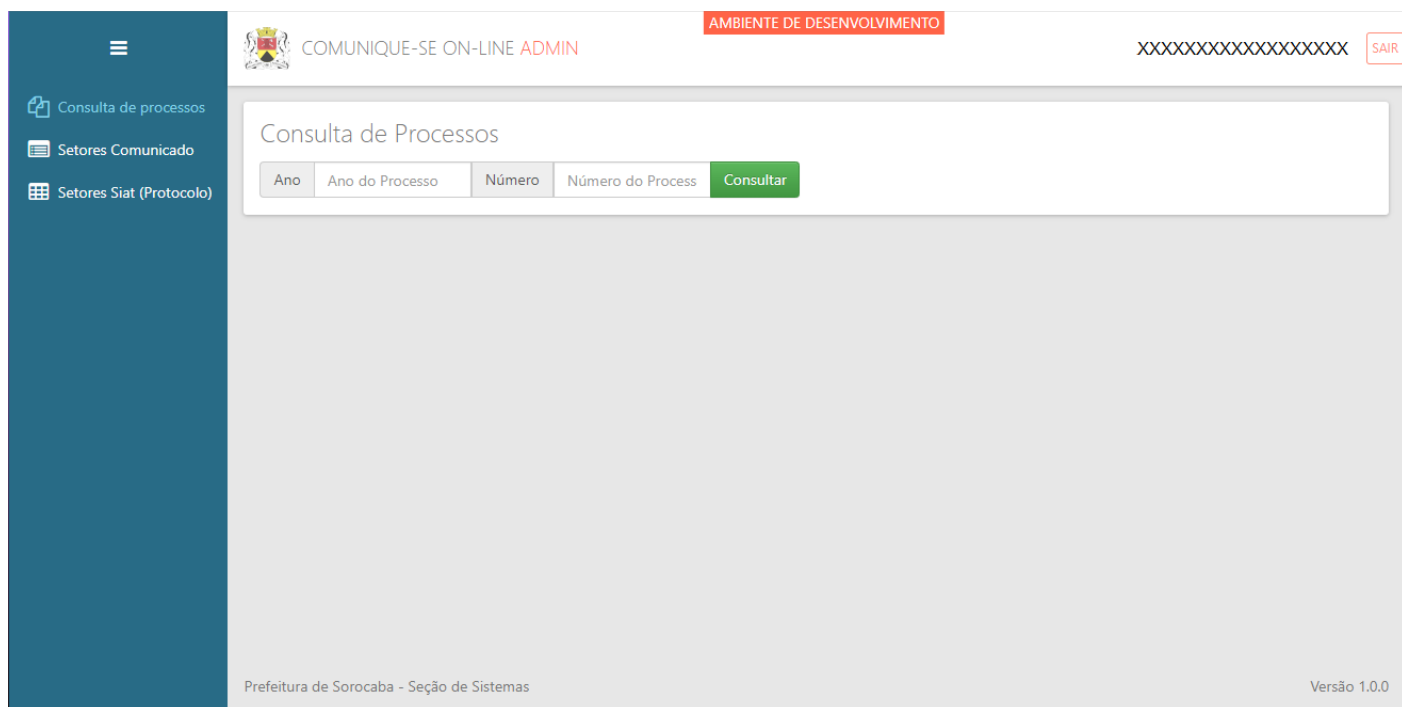 AMBIENTE DE DESENVOLVIMENTO
COMUNIQUE-SE ON-LINE ADMIN
XXXXXXXXXXXXXXXXXX SAIR
Consulta de processos
Setores Comunicado
Setores Siat (Protocolo)
Consulta de Processos
Ano Ano do Processo Número Número do Process Consultar
Prefeitura de Sorocaba - Seção de Sistemas Versão 1.0.0